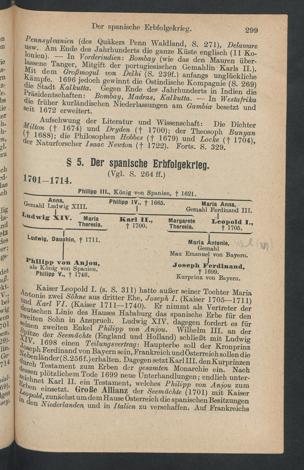 Der spanische Erbfolgekrieg. 299
Pennsylvanien (des Quäkers Penn Waldland, S. 271), Delaware
usw. Am Ende des Jahrhunderts die ganze Küste englisch (11 Ko-
lonien). — In Vorderindien: Bombay (wie das den Mauren über-
lassene Tanger, Mitgift der portugiesischen Gemahlin Karls II.).
Mit dem Großmogul von Delhi (S. 239f.) anfangs unglückliche
Kämpfe. 1696 jedoch gewinnt die Ostindische Kompagnie (S. 269)
die Stadt Kalkutta. Gegen Ende des Jahrhunderts in Indien die
Präsidentschaften: Bombay, Madras, Kalkutta. — In Westafrika
die früher kurländischen Niederlassungen am Gambia besetzt und
seit 1672 erweitert.
Aufschwung der Literatur und Wissenschaft: Die Dichter
Milton († 1674) und Dryden († 1700); der Theosoph Bunyan
(† 1688); die Philosophen Hobbes († 1679) und Locke († 1704),
der Naturforscher Isaac Newton († 1722). Forts. S. 329.
§ 5. Der spanische Erbfolgekrieg.
1701—1714. (Vgl. S. 264 ff.)
Philipp III., König von Spanien, † 1621.
Anna, Gemahl Ludwig XIII. Philipp IV., † 1665. Maria Anna, Gemahl Ferdinand III.
Ludwig XIV. Maria Theresia. Karl II., † 1700. Margarete Theresia. Leopold I., † 1705.
Ludwig, Dauphin, † 1711. Maria Antonie, Gemahl Max Emanuel von Bayern.
Philipp von Anjou, als König von Spanien, Philipp V., † 1746. Joseph Ferdinand, † 1699, Kurprinz von Bayern.
Kaiser Leopold I. (s. S. 311) hatte außer seiner Tochter Maria
Antonie zwei Söhne aus dritter Ehe, Joseph I. (Kaiser 1705—1711)
und Karl VI. (Kaiser 1711—1740). Er nimmt als Vertreter der
deutschen Linie des Hauses Habsburg das spanische Erbe für den
zweiten Sohn in Anspruch. Ludwig XIV. dagegen fordert es für
seinen zweiten Enkel Philipp von Anjou. Wilhelm III. an der
Spitze der Seemächte (England und Holland) schließt mit Ludwig
XIV. 1698 einen Teilungsvertrag: Haupterbe soll der Kronprinz
Joseph Ferdinand von Bayern sein, Frankreich und Österreich sollen die
Nebenländer (S. 256f.) erhalten. Dagegen setzt Karl II. den Kurprinzen
durch Testament zum Erben der gesamten Monarchie ein. Nach
dessen plötzlichem Tode 1699 neue Unterhandlungen; endlich unter-
zeichnet Karl II. ein Testament, welches Philipp von Anjou zum
Erben einsetzt. Große Allianz der Seemächte (1701) mit Kaiser
Leopold, zunächst um dem Hause Österreich die spanischen Besitzungen
in den Niederlanden und in Italien zu verschaffen. Auf Frankreichs